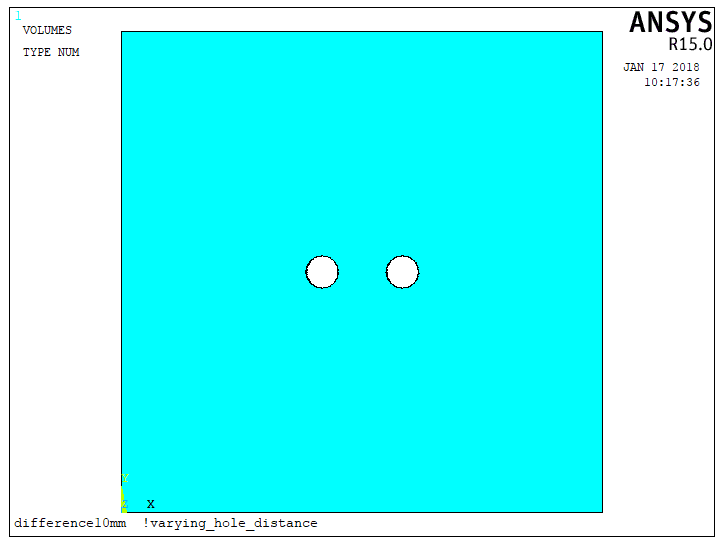 1
VOLUMES
TYPE NUM
ANSYS
R15.0
JAN 17 2018
10:17:36
Y
Z X
difference10mm !varying_hole_distance